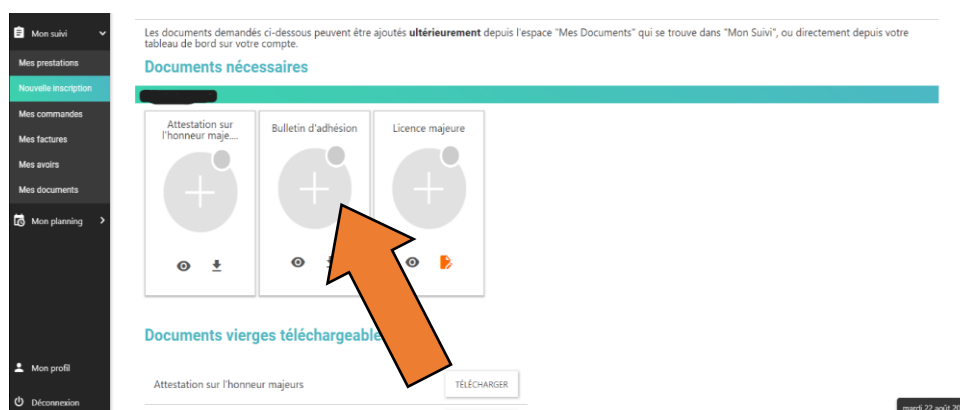 Mon suivi
Mes prestations
Nouvelle inscription
Mes commandes
Mes factures
Mes avoirs
Mes documents
Mon planning
Mon profil
Déconnexion
Les documents demandés ci-dessous peuvent être ajoutés ultérieurement depuis l'espace "Mes Documents" qui se trouve dans "Mon Suivi", ou directement depuis votre
tableau de bord sur votre compte.
Documents nécessaires
Attestation sur
l'honneur maje....
Bulletin d'adhésion
Licence majeure
Documents vierges téléchargeable
Attestation sur l'honneur majeurs
TÉLÉCHARGER
mardi 22 août 20